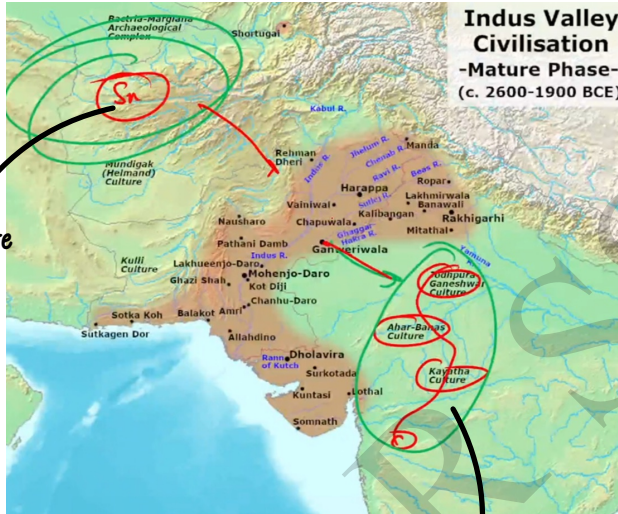 Indus Valley
Civilisation
-Mature Phase-
(c. 2600-1900 BCE)
Bactria-Margiana
Archaeological
Complex
Shortugai
Sn
Kabul R.
Mundigak
(Helmand)
Culture
Rehman
Dheri
Indus R.
Jhelum R.
Chenab R.
Manda
Ravi R.
Beas R.
Harappa
Ropar
Sutlej R.
Lakhmirwala
Vainiwal
Kalibangan
Banawali
Rakhigarhi
Nausharo
Chapuwala
Ghaggar-
Hakra R.
Mitathal
Pathani Damb
Ganweriwala
Yamuna
R.
Kulli
Culture
Indus R.
Lakhueenjo-Daro
Mohenjo-Daro
Ghazi Shah
Kot Diji
Jodhpura
Ganeshwar
Culture
Chanhu-Daro
Sotka Koh
Balakot
Amri
Sutkagen Dor
Allahdino
Ahar-Banas
Culture
Rann
of Kutch
Dholavira
Surkotada
Kayatha
Culture
Kuntasi
Lothal
Somnath
R S